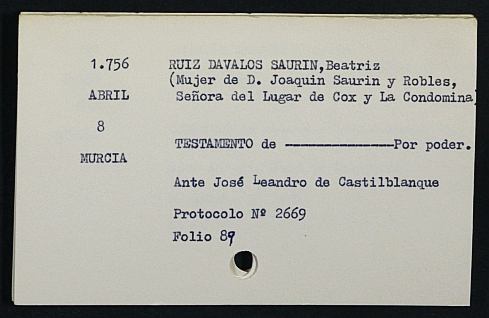 1.756 RUIZ DAVALOS SAURIN,Beatriz
(Mujer de D. Joaquin Saurin y Robles,
ABRIL Señora del Lugar de Cox y La Condomina)
8
TESTAMENTO de ----------------Por poder.
MURCIA
Ante José Leandro de Castilblanque
Protocolo Nº 2669
Folio 89